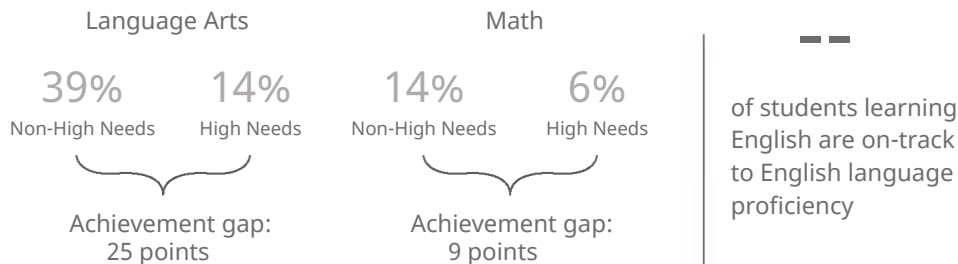 Language Arts
Math
39%
14%
14%
6%
Non-High Needs
High Needs
Non-High Needs
High Needs
Achievement gap:
25 points
Achievement gap:
9 points
--
of students learning
English are on-track
to English language
proficiency